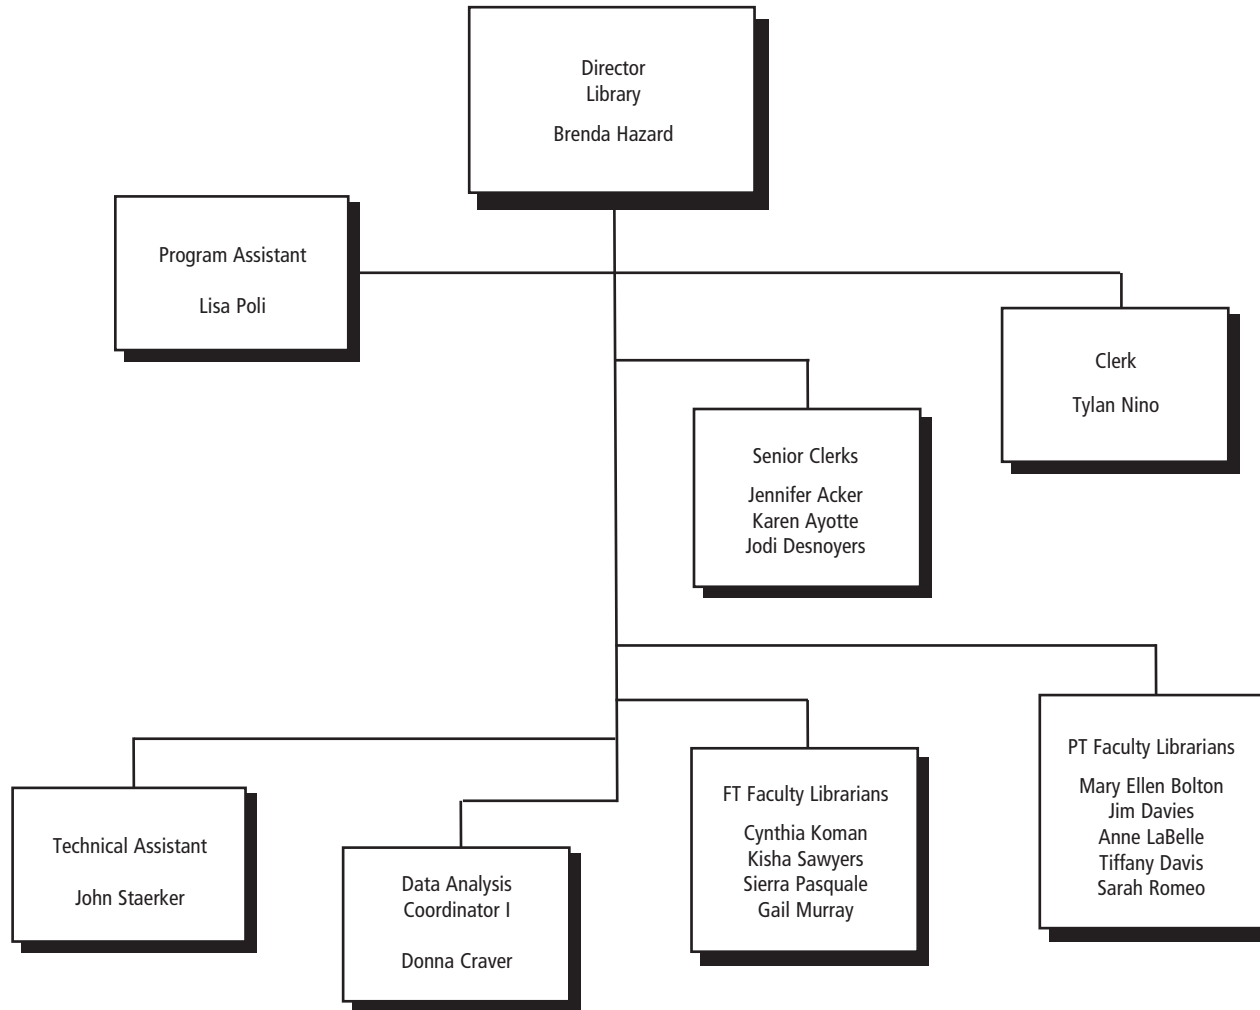 Director
Library
Brenda Hazard
Program Assistant
Lisa Poli
Clerk
Tylan Nino
Senior Clerks
Jennifer Acker
Karen Ayotte
Jodi Desnoyers
PT Faculty Librarians
Mary Ellen Bolton
Jim Davies
Anne LaBelle
Tiffany Davis
Sarah Romeo
FT Faculty Librarians
Cynthia Koman
Kisha Sawyers
Sierra Pasquale
Gail Murray
Technical Assistant
John Staerker
Data Analysis
Coordinator I
Donna Craver